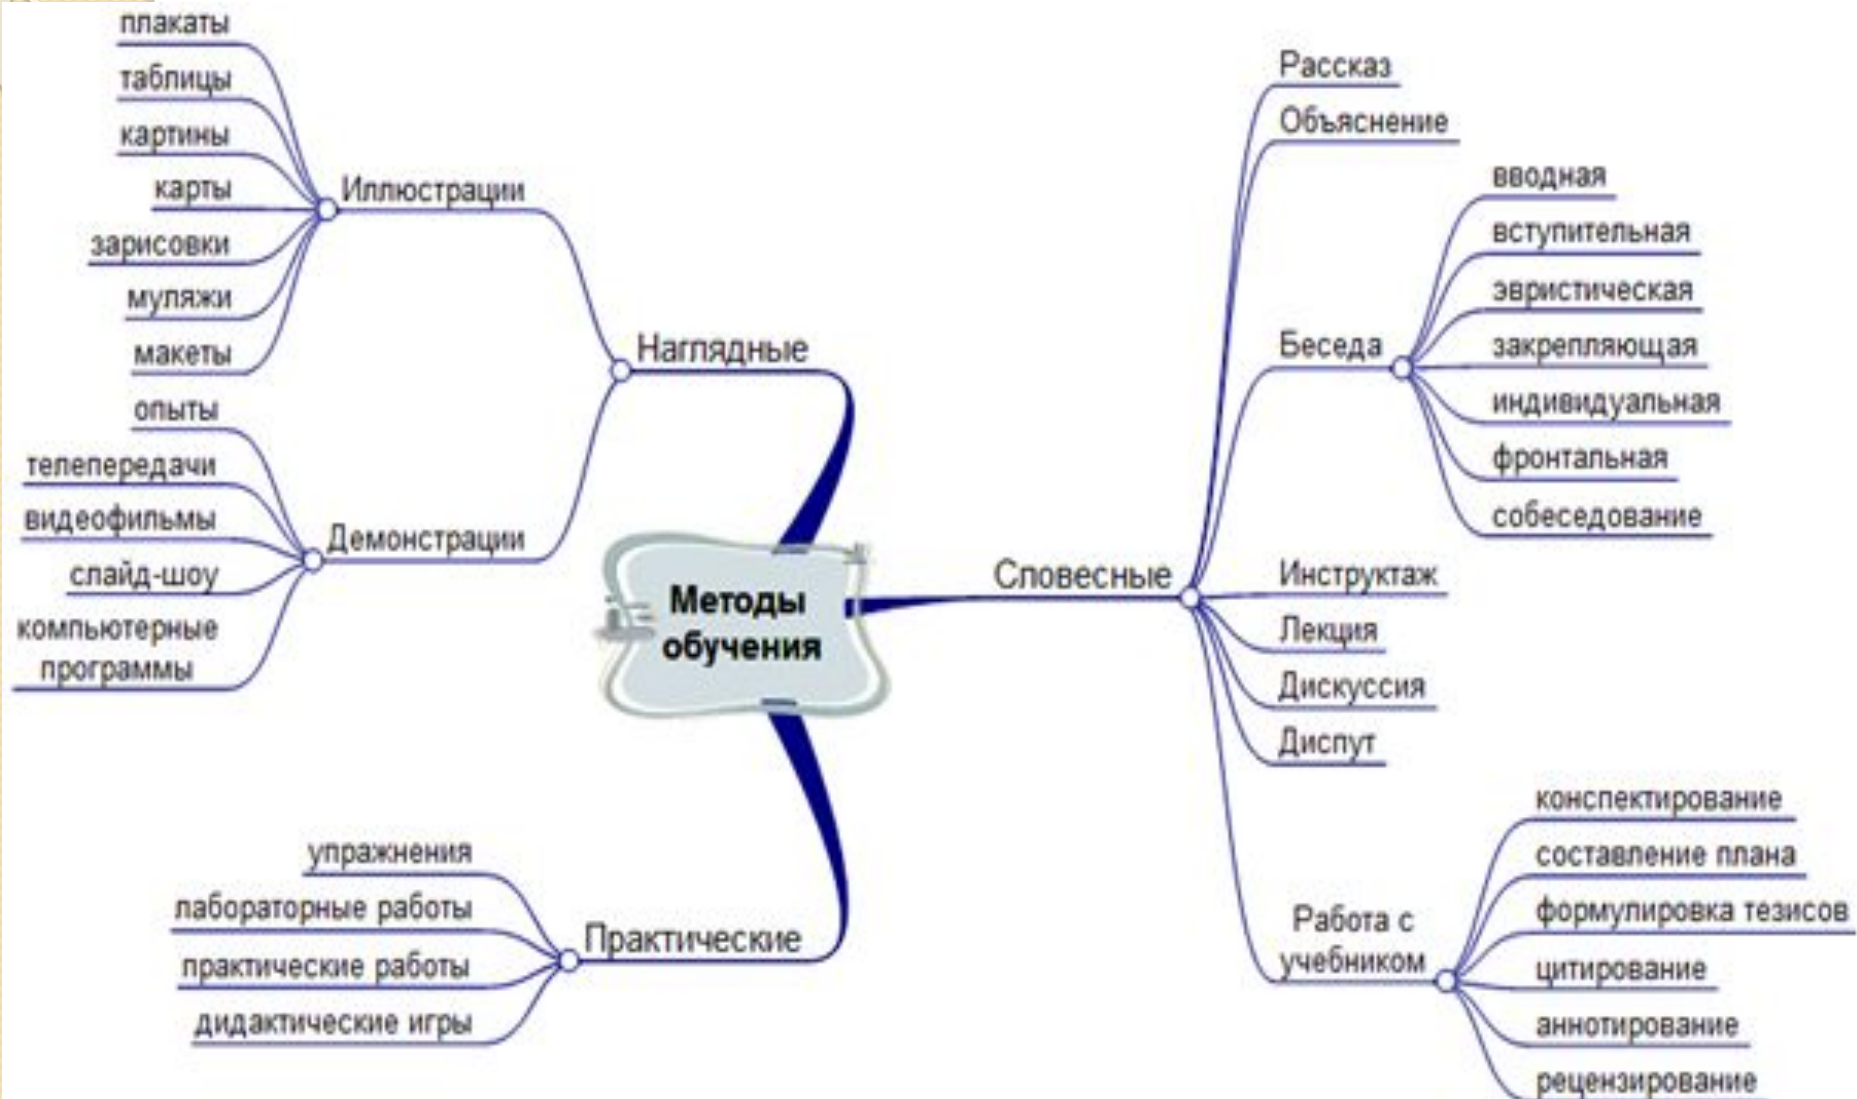 плакаты
таблицы
картины
карты
зарисовки
муляжи
макеты
Иллюстрации
опыты
телепередачи
видеофильмы
слайд-шоу
компьютерные
программы
Демонстрации
Наглядные
Методы
обучения
упражнения
лабораторные работы
практические работы
дидактические игры
Практические
Словесные
Рассказ
Объяснение
Беседа
вводная
вступительная
эвристическая
закрепляющая
индивидуальная
фронтальная
собеседование
Инструктаж
Лекция
Дискуссия
Диспут
Работа с
учебником
конспектирование
составление плана
формулировка тезисов
цитирование
аннотирование
рецензирование